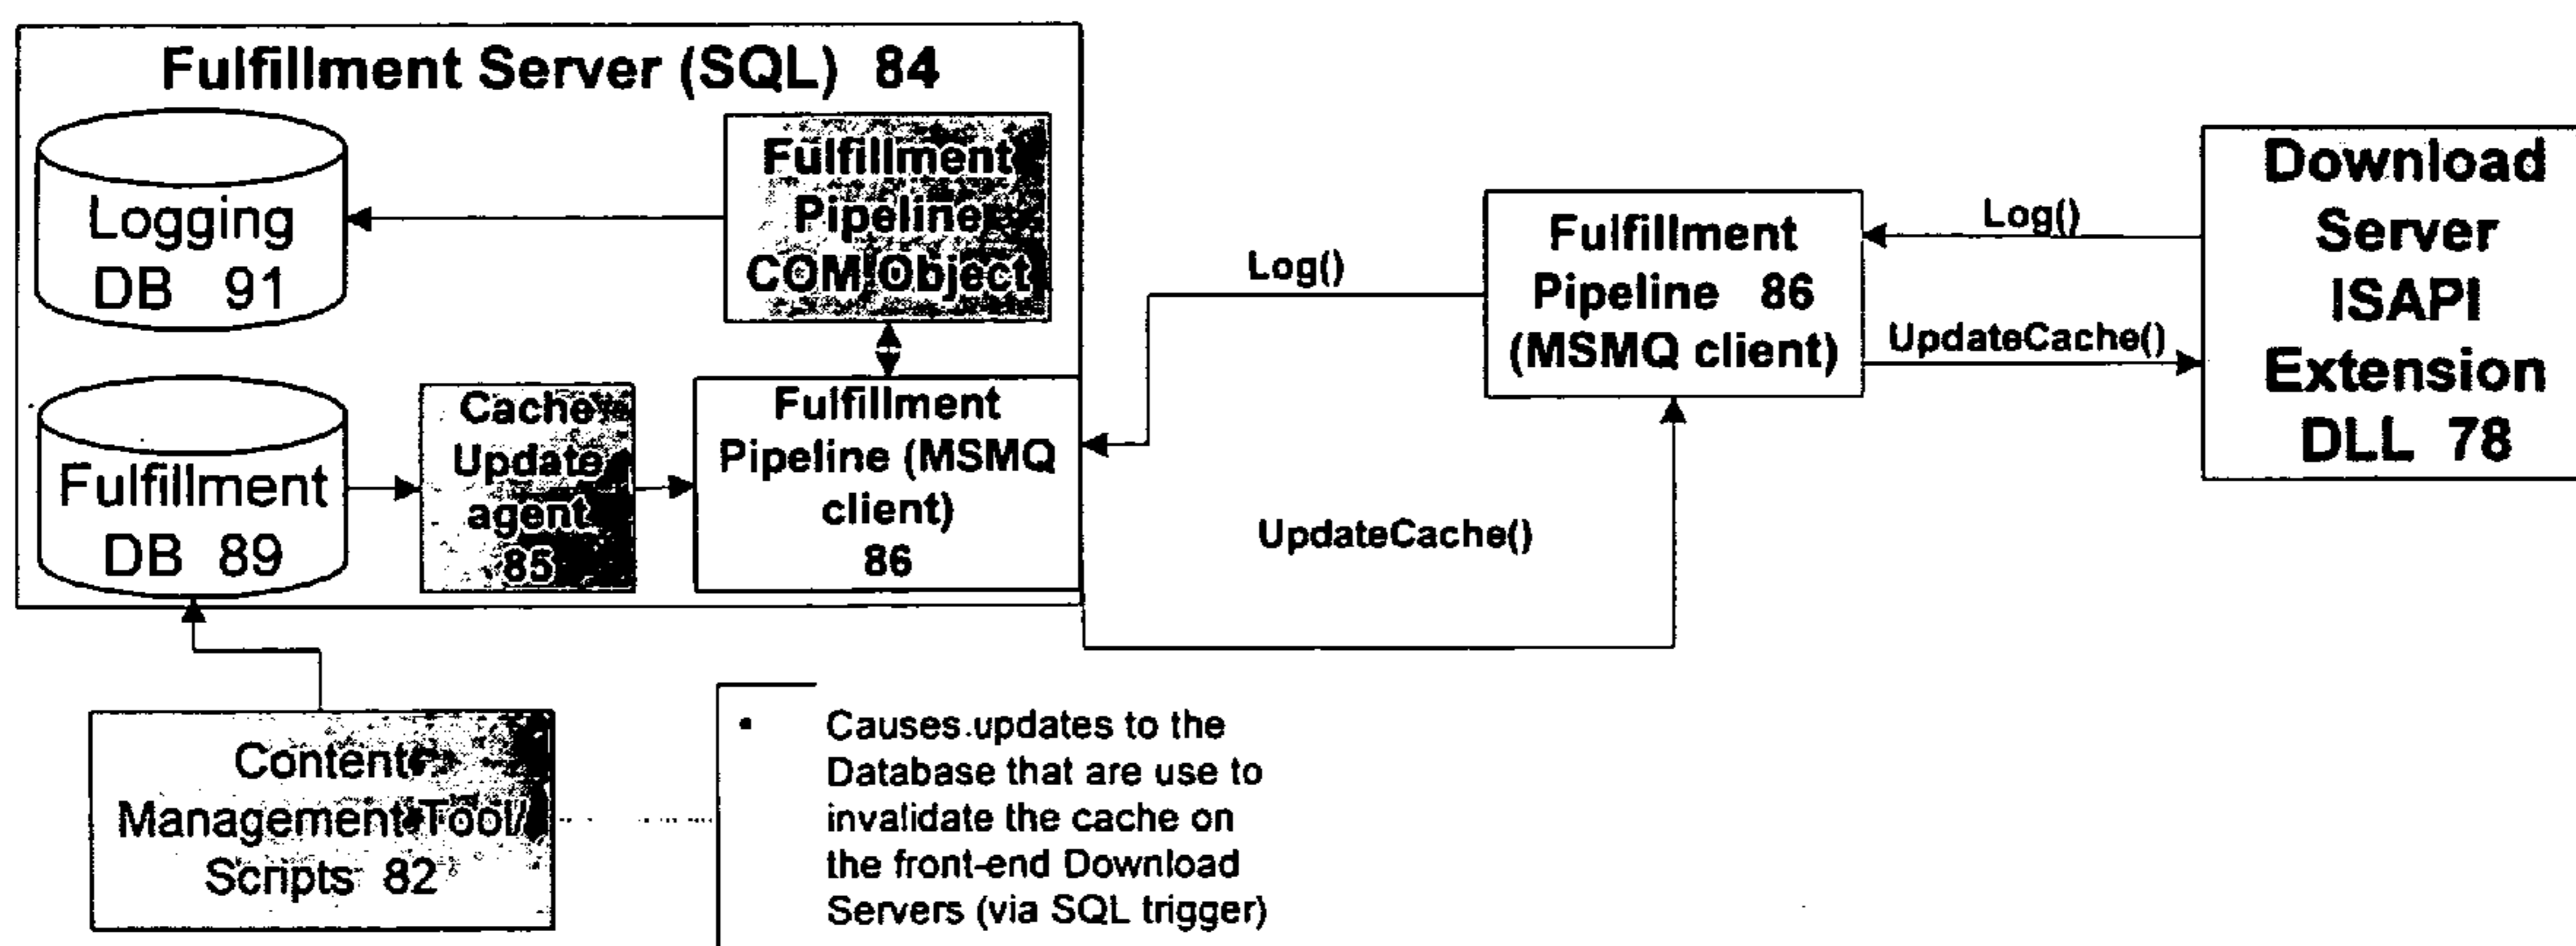 Fulfillment Server (SQL) 84
Logging
DB 91
Fulfillment
Pipeline
COM Object
Fulfillment
DB 89
Cache
Update
agent
85
Fulfillment
Pipeline (MSMQ
client)
86
Log()
UpdateCache()
Fulfillment
Pipeline 86
(MSMQ client)
Log()
UpdateCache()
Download
Server
ISAPI
Extension
DLL 78
Content
Management Tool/
Scripts 82
• Causes updates to the
Database that are use to
invalidate the cache on
the front-end Download
Servers (via SQL trigger)